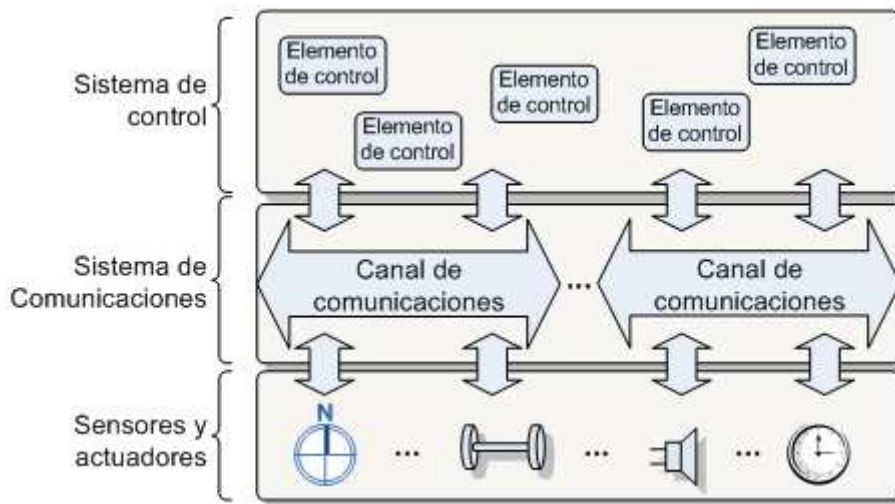 Sistema de
control
Elemento
de control
Elemento
de control
Elemento
de control
Elemento
de control
Elemento
de control
Sistema de
Comunicaciones
Canal de
comunicaciones
...
Canal de
comunicaciones
Sensores y
actuadores
N
...
...
...